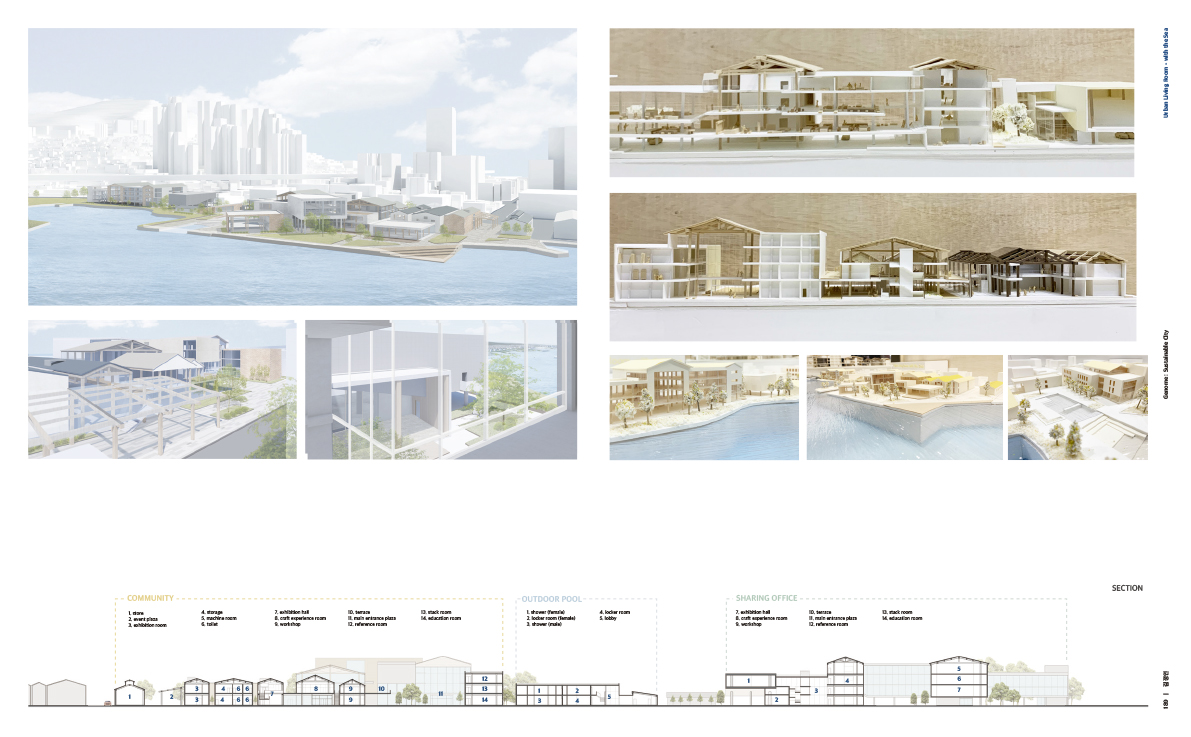 Urban Living Room - with the Sea
Genome: Sustainable City
SECTION
COMMUNITY
1. store
2. event plaza
3. exhibition room
4. storage
5. machine room
6. toilet
7. exhibition hall
8. craft experience room
9. workshop
10. terrace
11. main entrance plaza
12. reference room
13. stack room
14. education room
OUTDOOR POOL
1. shower (female)
2. locker room (female)
3. shower (male)
4. locker room
5. lobby
SHARING OFFICE
7. exhibition hall
8. craft experience room
9. workshop
10. terrace
11. main entrance plaza
12. reference room
13. stack room
14. education room
1 2 3 3 4 4 6 6 6 6 7 8 9 9 10 11 12 13 14
1 2 3 4 5
1 2 3 4 5 6 7